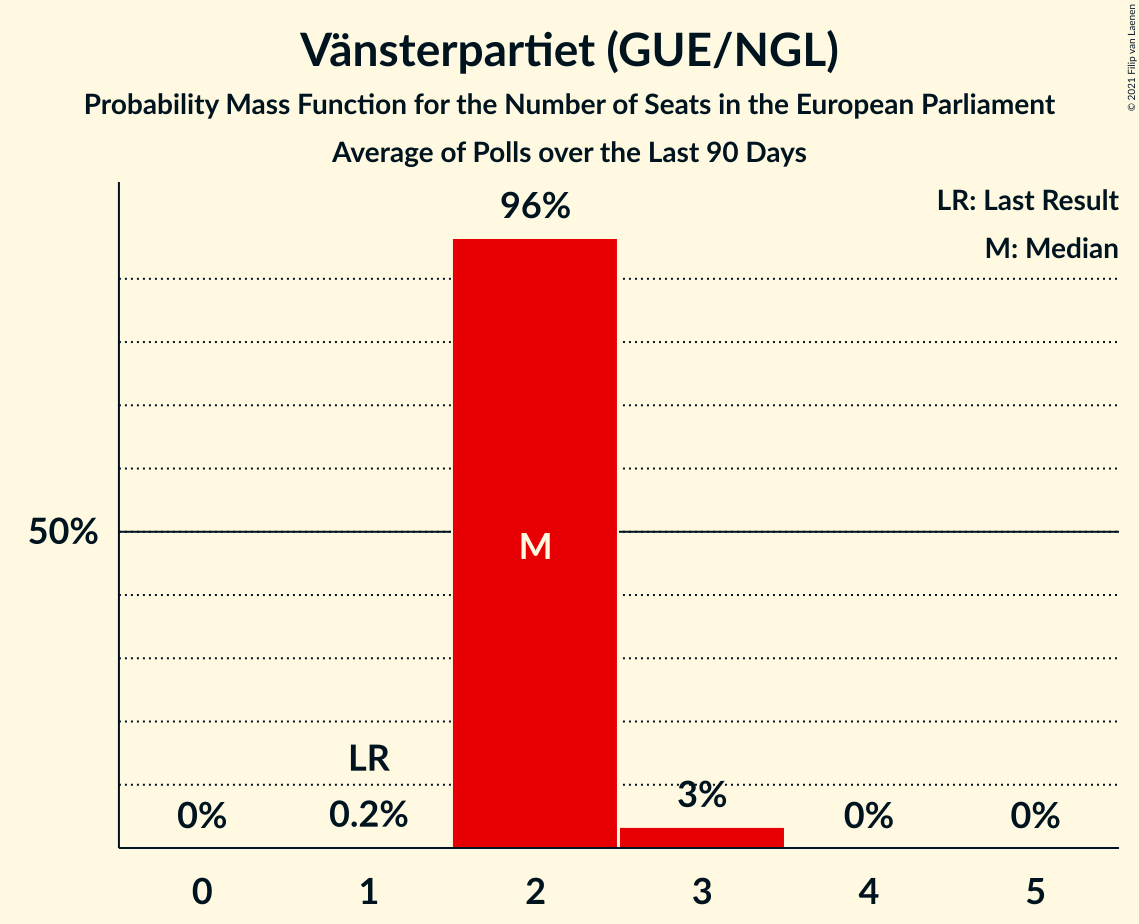 Vänsterpartiet (GUE/NGL)
Probability Mass Function for the Number of Seats in the European Parliament
Average of Polls over the Last 90 Days
© 2021 Filip van Laenen
LR: Last Result
M: Median
96%
50%
M
LR
0%
0.2%
3%
0%
0%
0 1 2 3 4 5